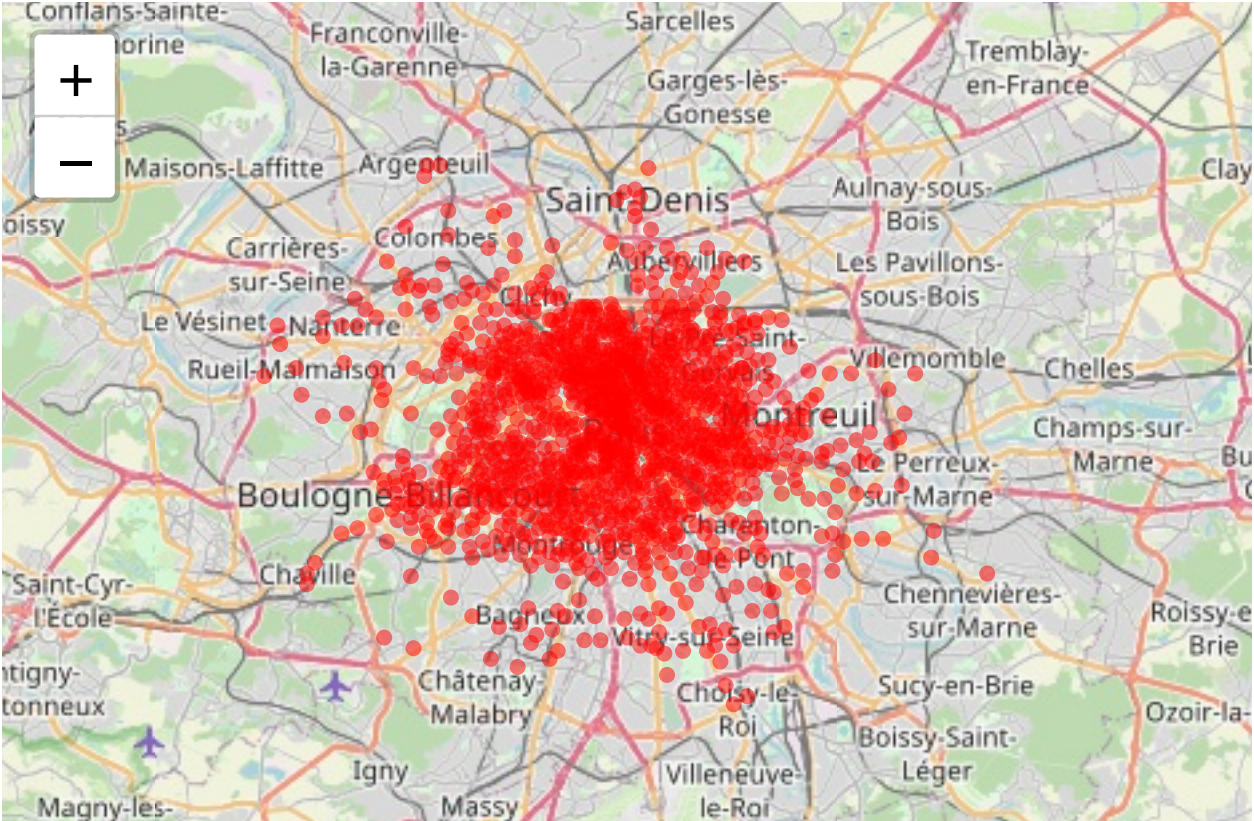 Conflans-Sainte-
Sarcelles
Franconville-
la-Garenne
Tremblay-
en-France
+
Garges-lès-
Gonesse
−
Maisons-Laffitte
Argenteuil
Clay
Saint-Denis
Aulnay-sous-
Bois
oissy
Colombes
Carrières-
sur-Seine
Aubervilliers
Les Pavillons-
sous-Bois
Clichy
Le Vésinet
Nanterre
Villemomble
Rueil-Malmaison
Chelles
Montreuil
Champs-sur-
Marne
Le Perreux-
sur-Marne
Bu
Boulogne-Billancourt
Charenton-
le-Pont
Montrouge
Chaville
Saint-Cyr-
l'École
Chennevières-
sur-Marne
Bagneux
Vitry-sur-Seine
Roissy-e
Brie
ntigny-
tonneux
Châtenay-
Malabry
Choisy-le-
Roi
Sucy-en-Brie
Ozoir-la-
Boissy-Saint-
Léger
Igny
Villeneuve-
le-Roi
Magny-les-
Massy